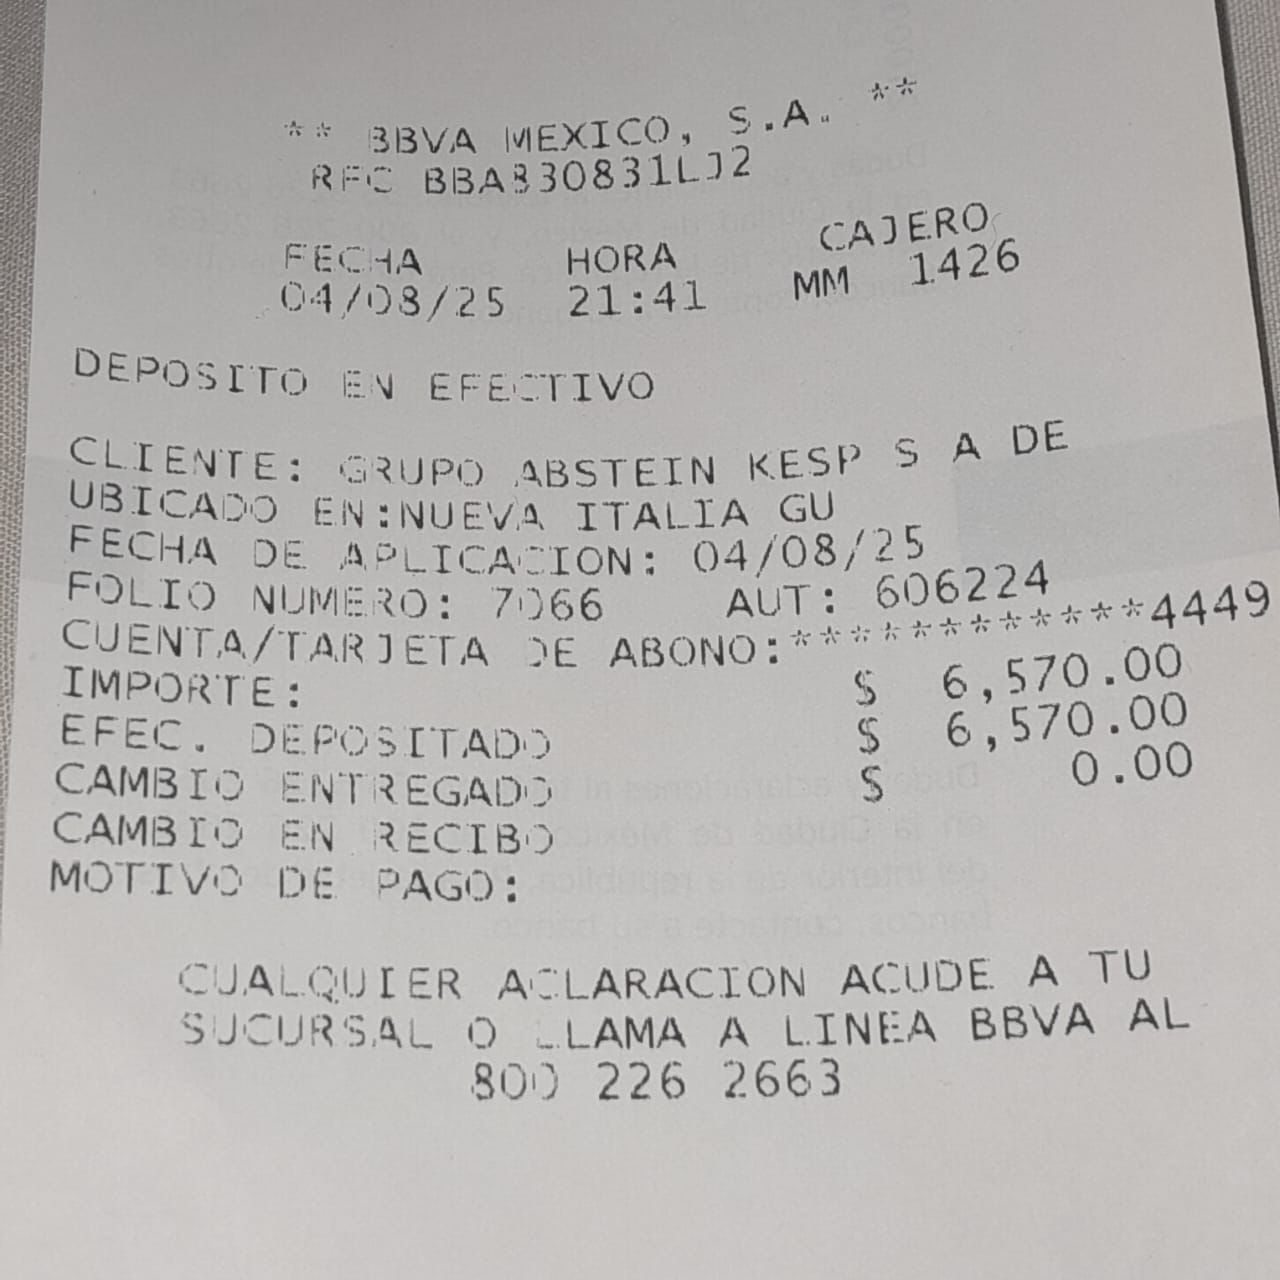 ** BBVA MEXICO, S.A. **
RFC BBA830831LJ2
FECHA HORA CAJERO
04/08/25 21:41 MM 1426
DEPOSITO EN EFECTIVO
CLIENTE: GRUPO ABSTEIN KESP S A DE
UBICADO EN:NUEVA ITALIA GU
FECHA DE APLICACION: 04/08/25
FOLIO NUMERO: 7066 AUT: 606224
CUENTA/TARJETA DE ABONO:************4449
IMPORTE: $ 6,570.00
EFEC. DEPOSITADO $ 6,570.00
CAMBIO ENTREGADO $ 0.00
CAMBIO EN RECIBO
MOTIVO DE PAGO:
CUALQUIER ACLARACION ACUDE A TU
SUCURSAL O LLAMA A LINEA BBVA AL
800 226 2663